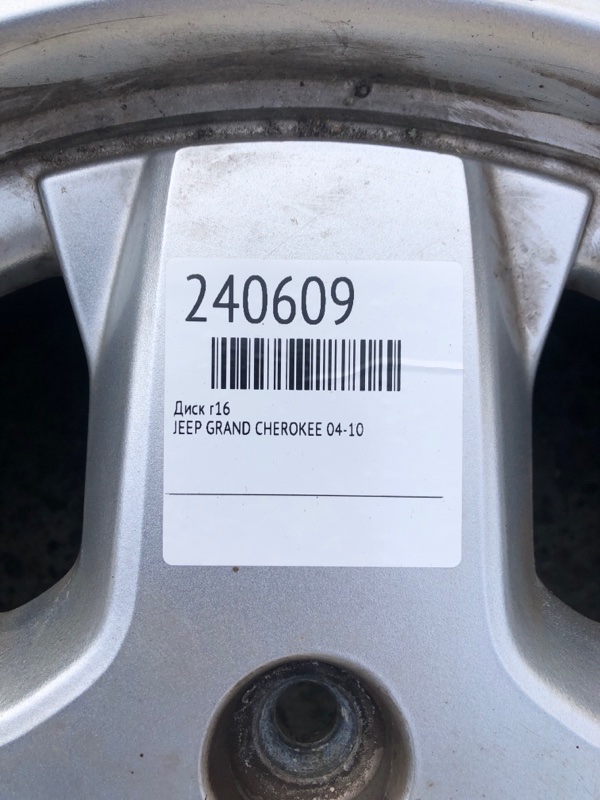 240609
Диск r16
JEEP GRAND CHEROKEE 04-10